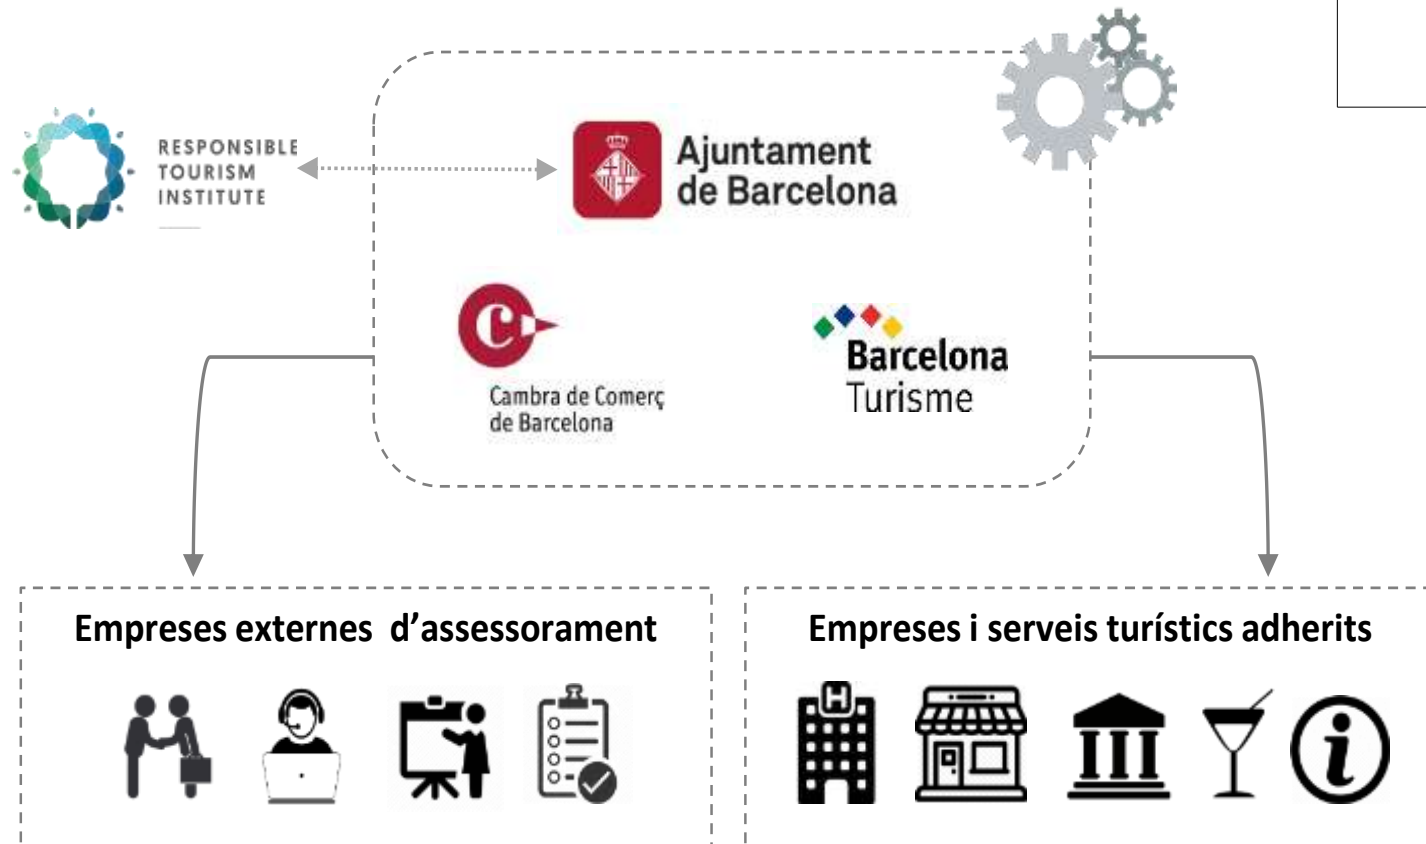 RESPONSIBLE
TOURISM
INSTITUTE
Ajuntament
de Barcelona
Cambra de Comerç
de Barcelona
Barcelona
Turisme
Empreses externes d’assessorament
Empreses i serveis turístics adherits